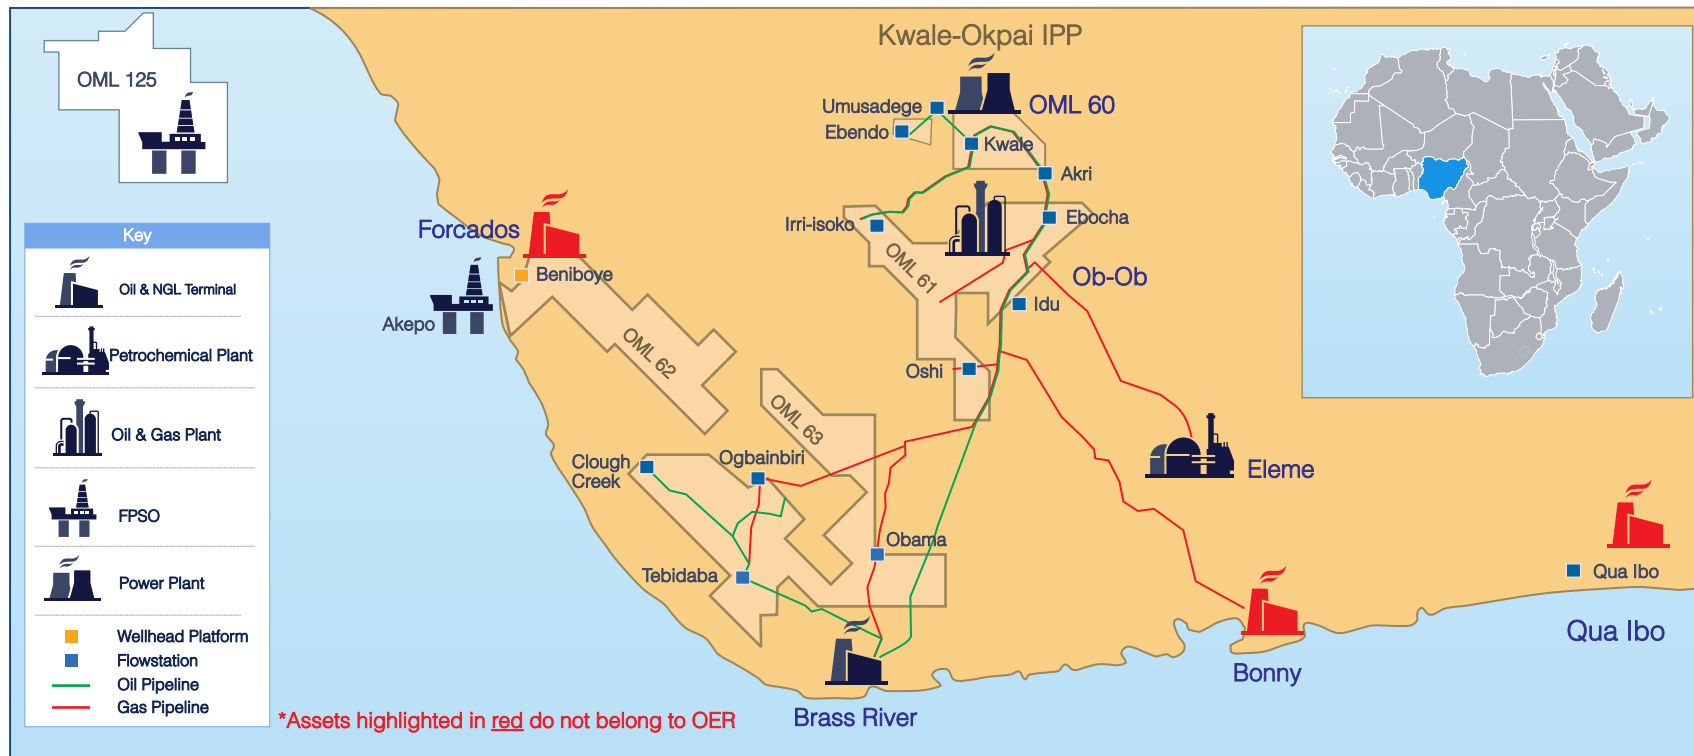 Kwale-Okpai IPP
OML 125
Umusadege
OML 60
Ebendo
Kwale
Akri
Irri-isoko
Ebocha
Forcados
Key
OML 61
Ob-Ob
Beniboye
Oil & NGL Terminal
Idu
Akepo
OML 62
Petrochemical Plant
Oshi
OML 63
Oil & Gas Plant
Clough
Creek
Ogbainbiri
Eleme
FPSO
Obama
Tebidaba
Qua Ibo
Power Plant
Qua Ibo
Wellhead Platform
Flowstation
Bonny
Oil Pipeline
Gas Pipeline
*Assets highlighted in red do not belong to OER
Brass River